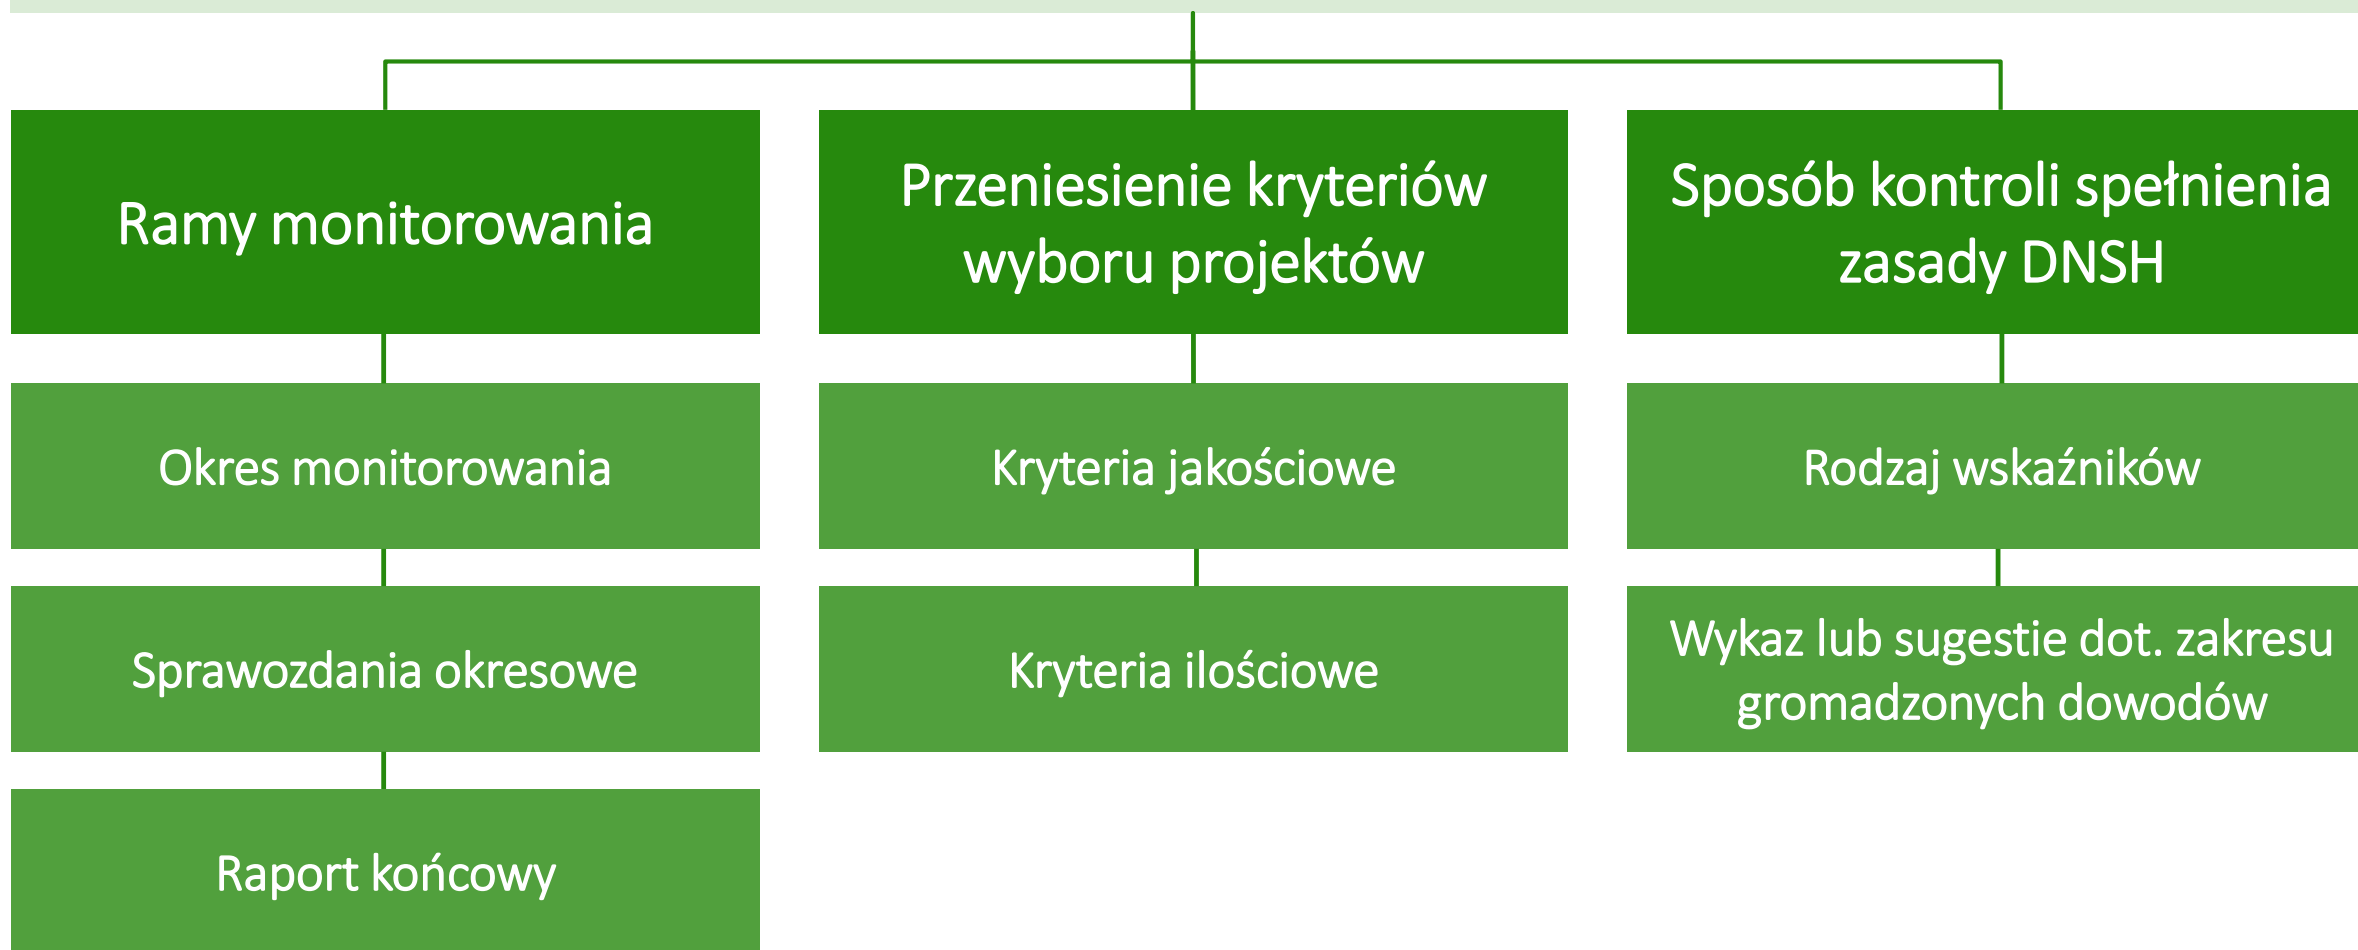 Ramy monitorowania
Przeniesienie kryteriów
wyboru projektów
Sposób kontroli spełnienia
zasady DNSH
Okres monitorowania
Kryteria jakościowe
Rodzaj wskaźników
Sprawozdania okresowe
Kryteria ilościowe
Wykaz lub sugestie dot. zakresu
gromadzonych dowodów
Raport końcowy